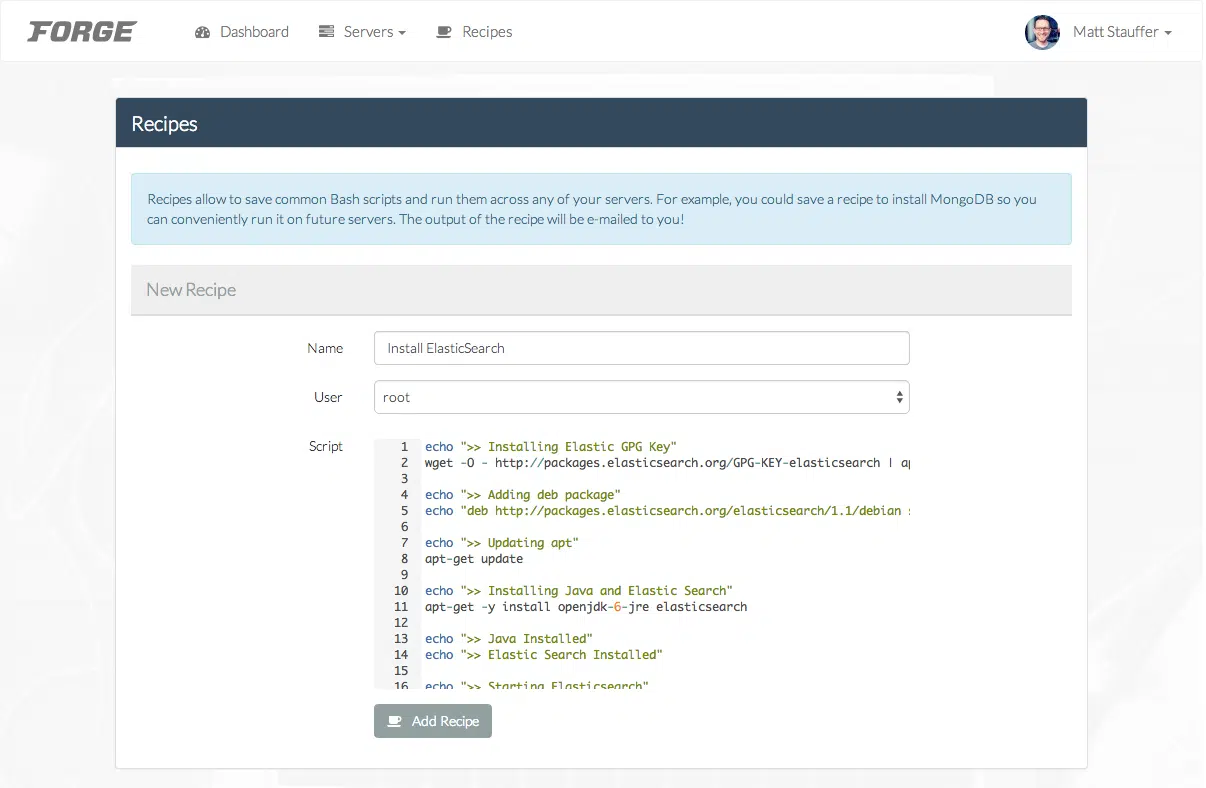 FORGE
Dashboard
Servers
Recipes
Matt Stauffer
Recipes
Recipes allow to save common Bash scripts and run them across any of your servers. For example, you could save a recipe to install MongoDB so you
can conveniently run it on future servers. The output of the recipe will be e-mailed to you!
New Recipe
Name
Install ElasticSearch
User
root
Script
1 echo ">> Installing Elastic GPG Key"
2 wget -O - http://packages.elasticsearch.org/GPG-KEY-elasticsearch |
3
4 echo ">> Adding deb package"
5 echo "deb http://packages.elasticsearch.org/elasticsearch/1.1/debian
6
7 echo ">> Updating apt"
8 apt-get update
9
10 echo ">> Installing Java and Elastic Search"
11 apt-get -y install openjdk-6-jre elasticsearch
12
13 echo ">> Java Installed"
14 echo ">> Elastic Search Installed"
15
16 echo ">> Starting Elasticsearch"
Add Recipe